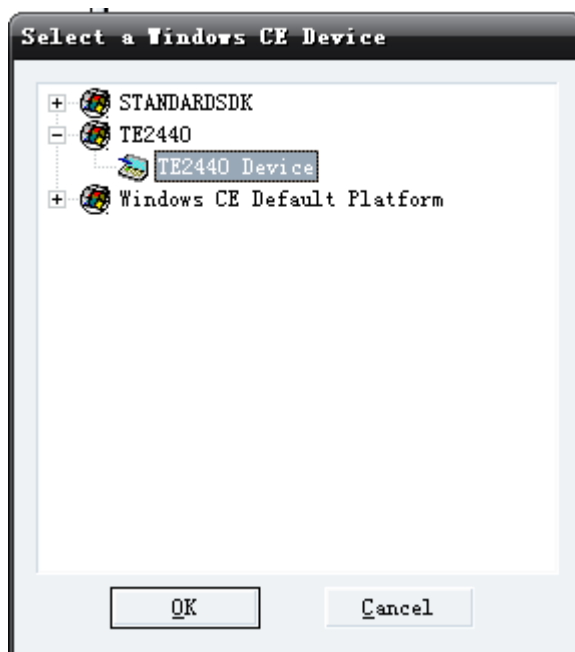 Select a Windows CE Device
STANDARDSDK
TE2440
TE2440 Device
Windows CE Default Platform
OK
Cancel